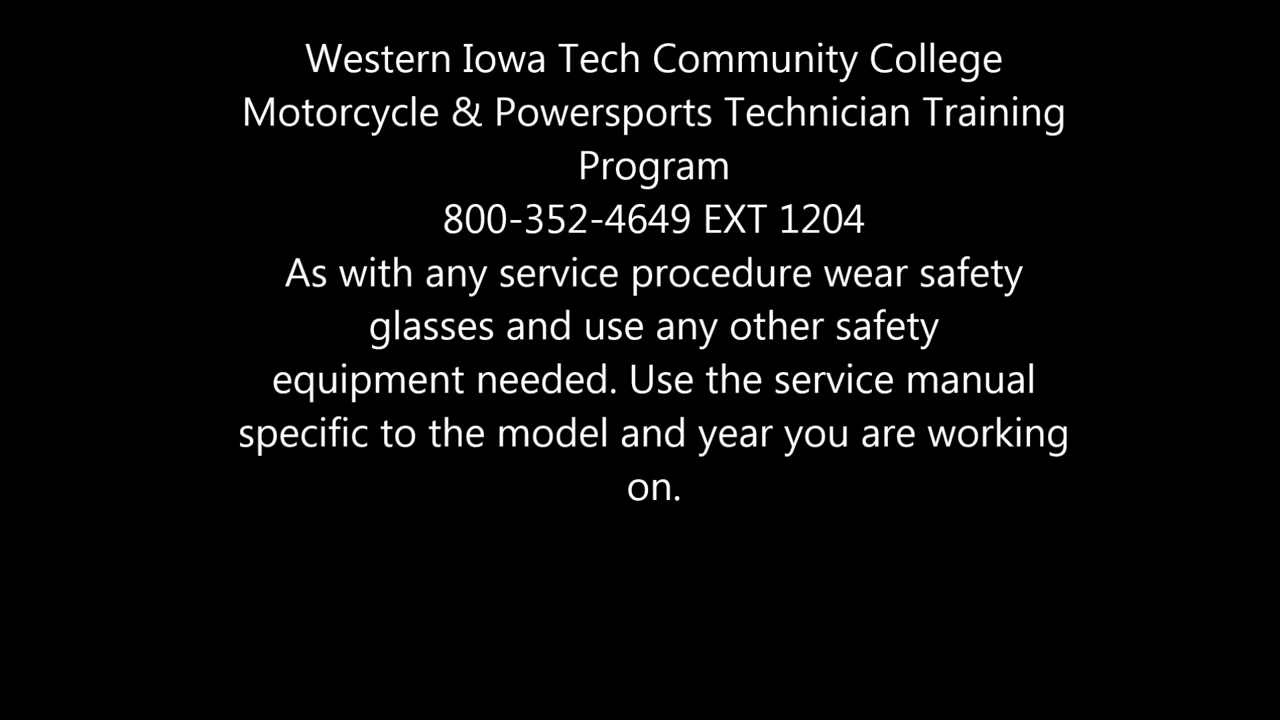 Western Iowa Tech Community College
Motorcycle & Powersports Technician Training
Program
800-352-4649 EXT 1204
As with any service procedure wear safety
glasses and use any other safety
equipment needed. Use the service manual
specific to the model and year you are working
on.